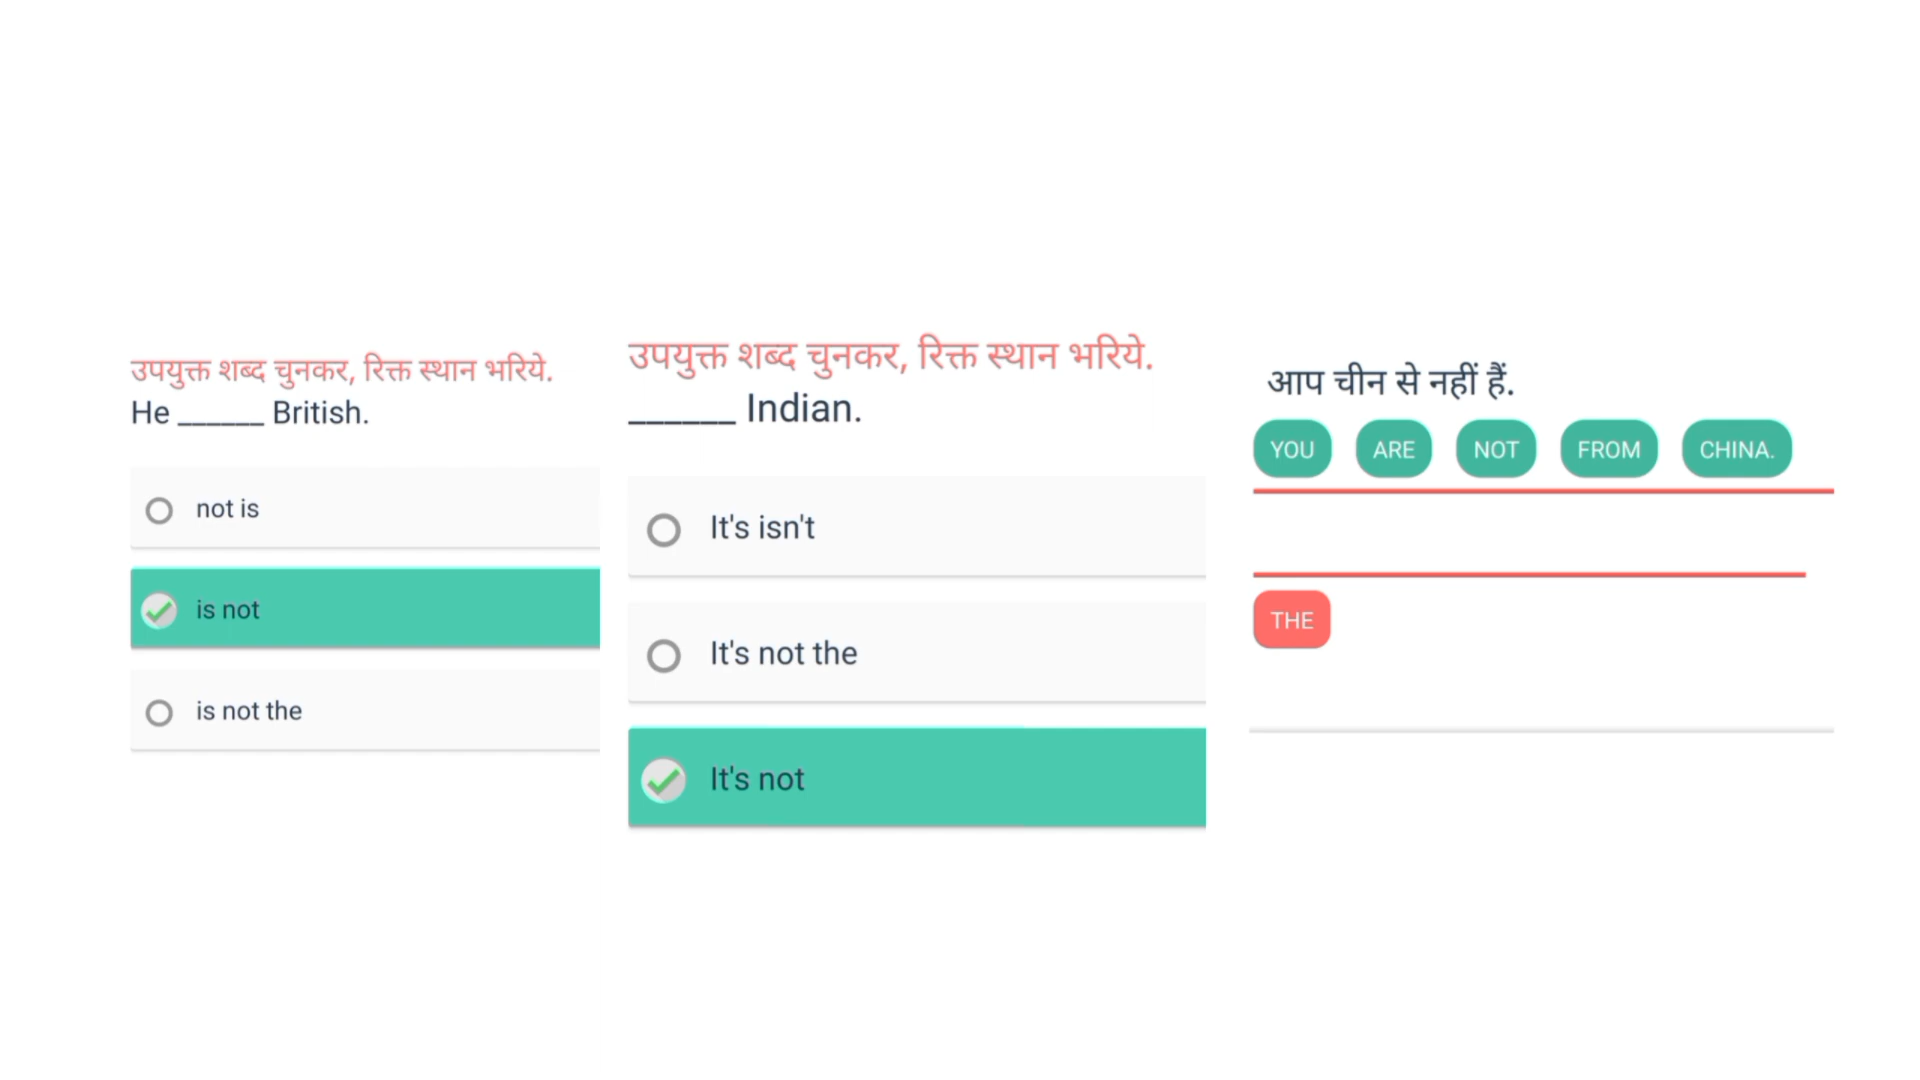 उपयुक्त शब्द चुनकर, रिक्त स्थान भरिये.
He ______ British.
not is
is not
is not the
उपयुक्त शब्द चुनकर, रिक्त स्थान भरिये.
______ Indian.
It's isn't
It's not the
It's not
आप चीन से नहीं हैं.
YOU ARE NOT FROM CHINA.
THE